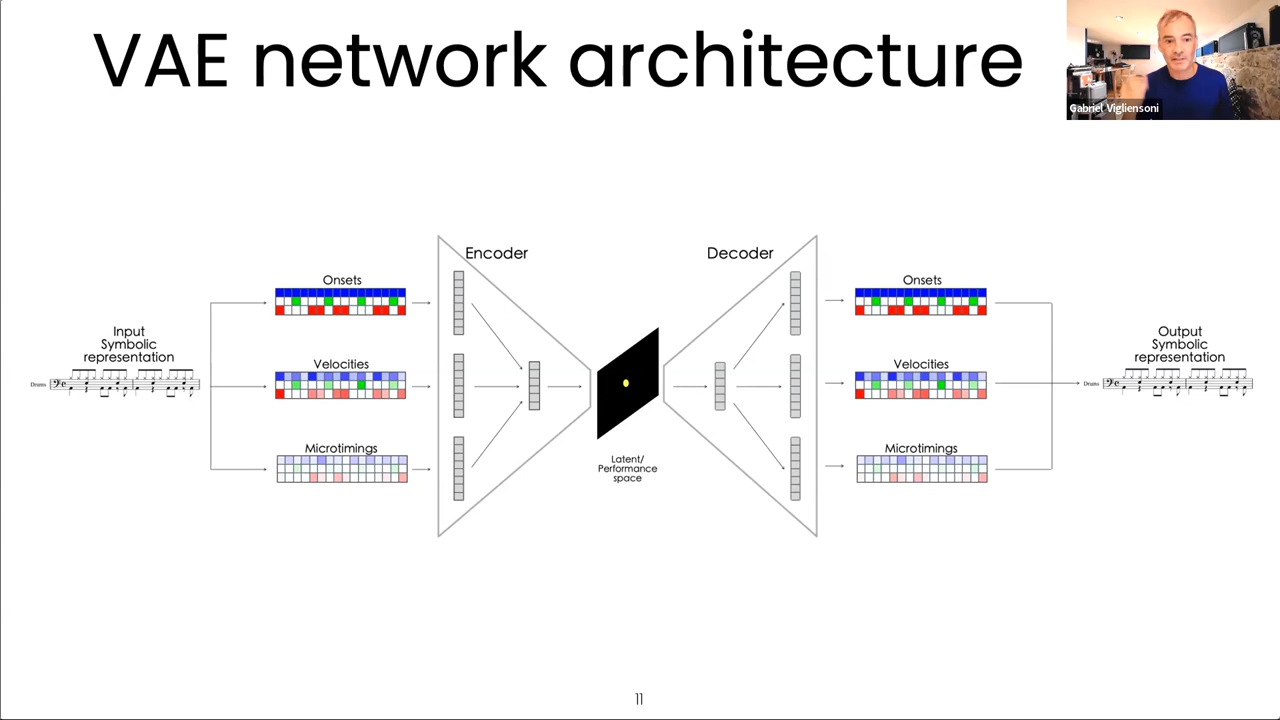 VAE network architecture
Gabriel Vigliensoni
Encoder
Decoder
Onsets
Onsets
Input
Symbolic
representation
Output
Symbolic
representation
Velocities
Velocities
Drums
Drums
Microtimings
Microtimings
Latent/
Performance
space
11